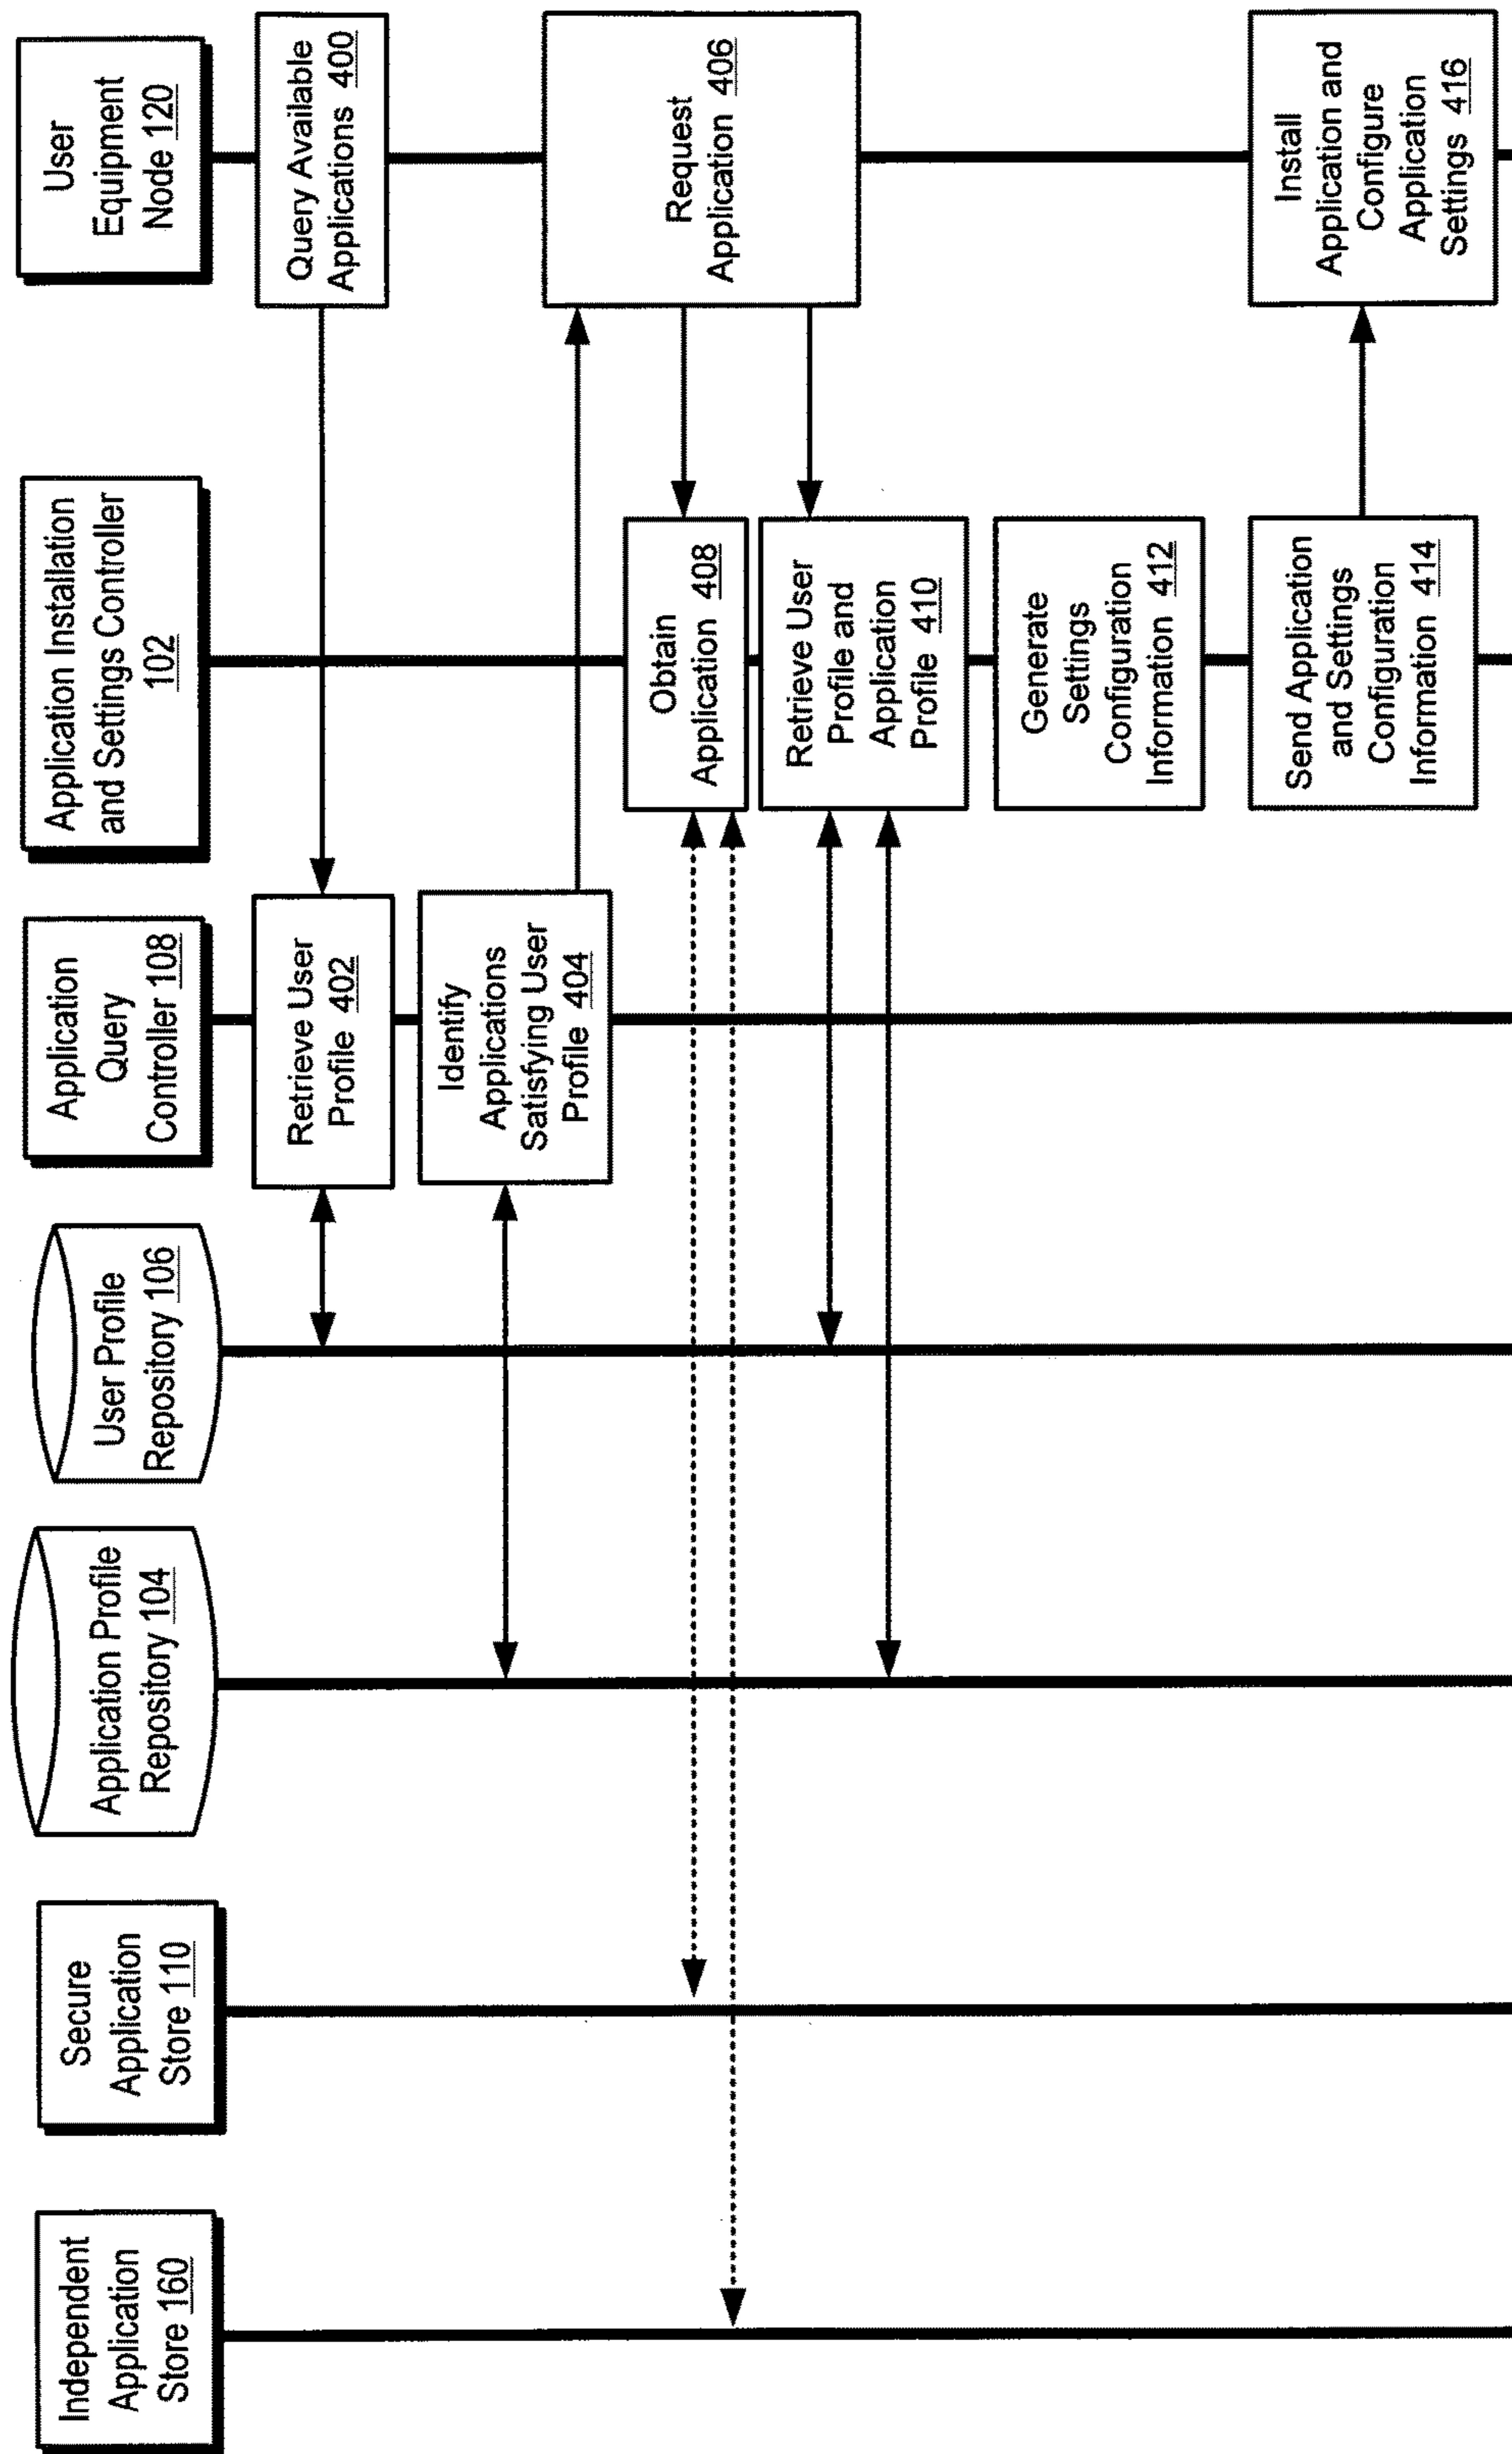 Independent
Application
Store 160
Secure
Application
Store 110
Application Profile
Repository 104
User Profile
Repository 106
Application
Query
Controller 108
Application Installation
and Settings Controller
102
User
Equipment
Node 120
Query Available
Applications 400
Retrieve User
Profile 402
Identify
Applications
Satisfying User
Profile 404
Request
Application 406
Obtain
Application 408
Retrieve User
Profile and
Application
Profile 410
Generate
Settings
Configuration
Information 412
Send Application
and Settings
Configuration
Information 414
Install
Application and
Configure
Application
Settings 416